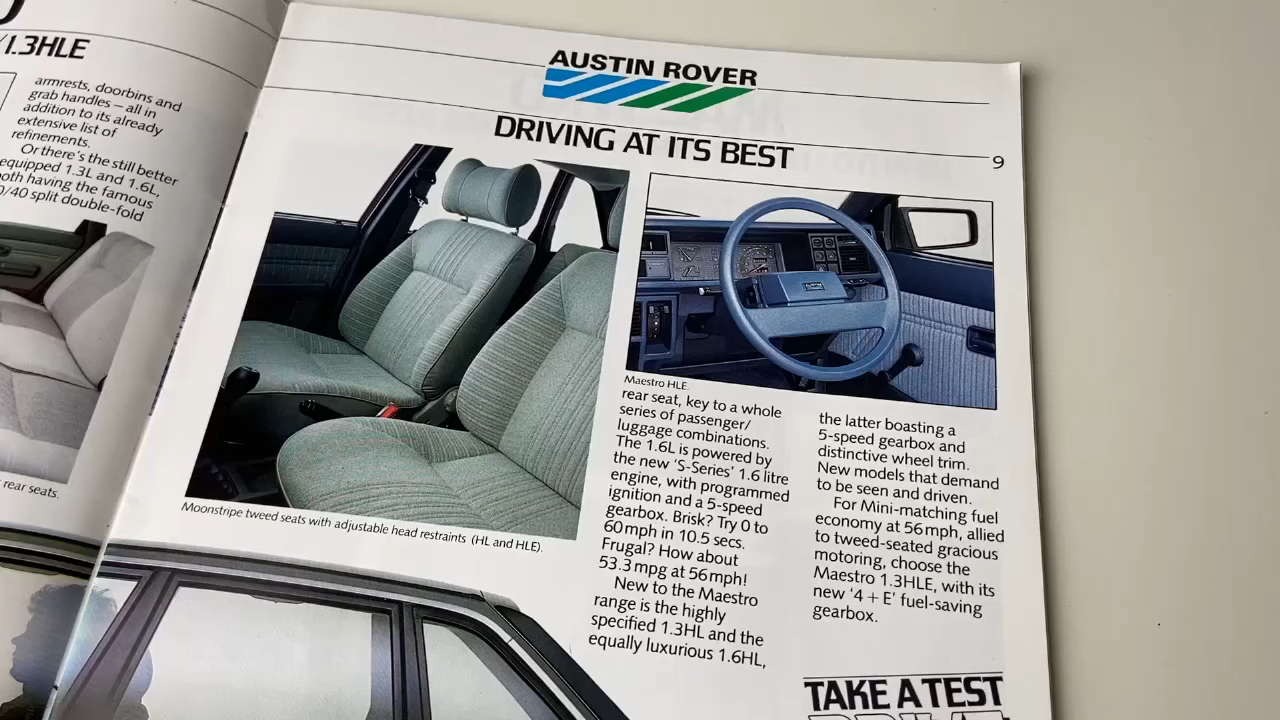 /1.3HLE
armrests, doorbins and
grab handles – all in
addition to its already
extensive list of
refinements.
Or there's the still better
equipped 1.3L and 1.6L,
both having the famous
0/40 split double-fold
rear seats.
AUSTIN ROVER
DRIVING AT ITS BEST
9
Moonstripe tweed seats with adjustable head restraints (HL and HLE).
Maestro HLE.
rear seat, key to a whole
series of passenger/
luggage combinations.
The 1.6L is powered by
the new 'S-Series' 1.6 litre
engine, with programmed
ignition and a 5-speed
gearbox. Brisk? Try 0 to
60mph in 10.5 secs.
Frugal? How about
53.3 mpg at 56mph!
New to the Maestro
range is the highly
specified 1.3HL and the
equally luxurious 1.6HL,
the latter boasting a
5-speed gearbox and
distinctive wheel trim.
New models that demand
to be seen and driven.
For Mini-matching fuel
economy at 56mph, allied
to tweed-seated gracious
motoring, choose the
Maestro 1.3HLE, with its
new '4 + E' fuel-saving
gearbox.
TAKE A TEST